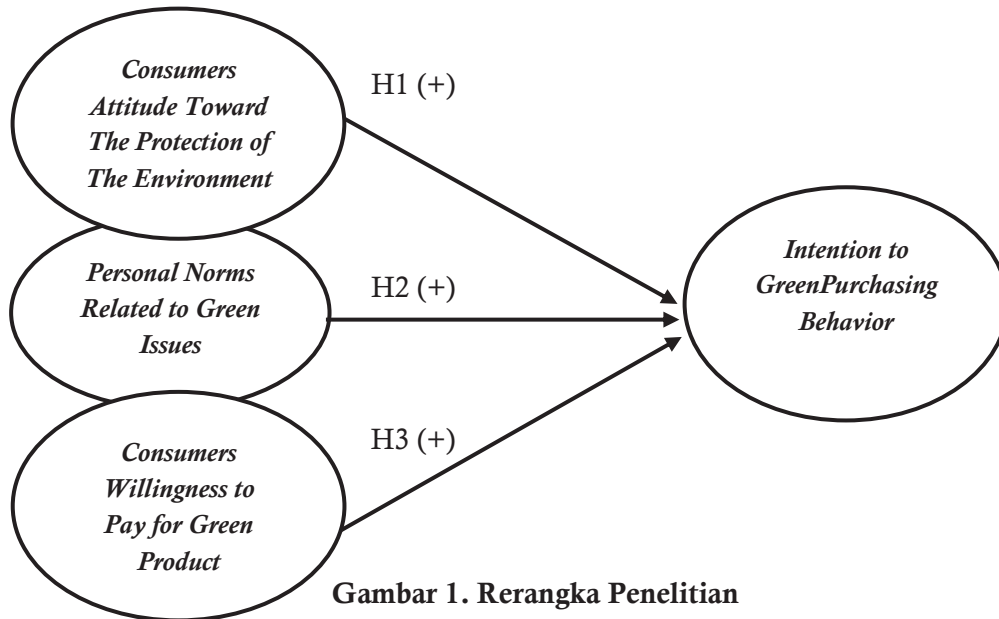 Consumers
Attitude Toward
The Protection of
The Environment
H1 (+)
Personal Norms
Related to Green
Issues
H2 (+)
Consumers
Willingness to
Pay for Green
Product
H3 (+)
Intention to
GreenPurchasing
Behavior
Gambar 1. Rerangka Penelitian